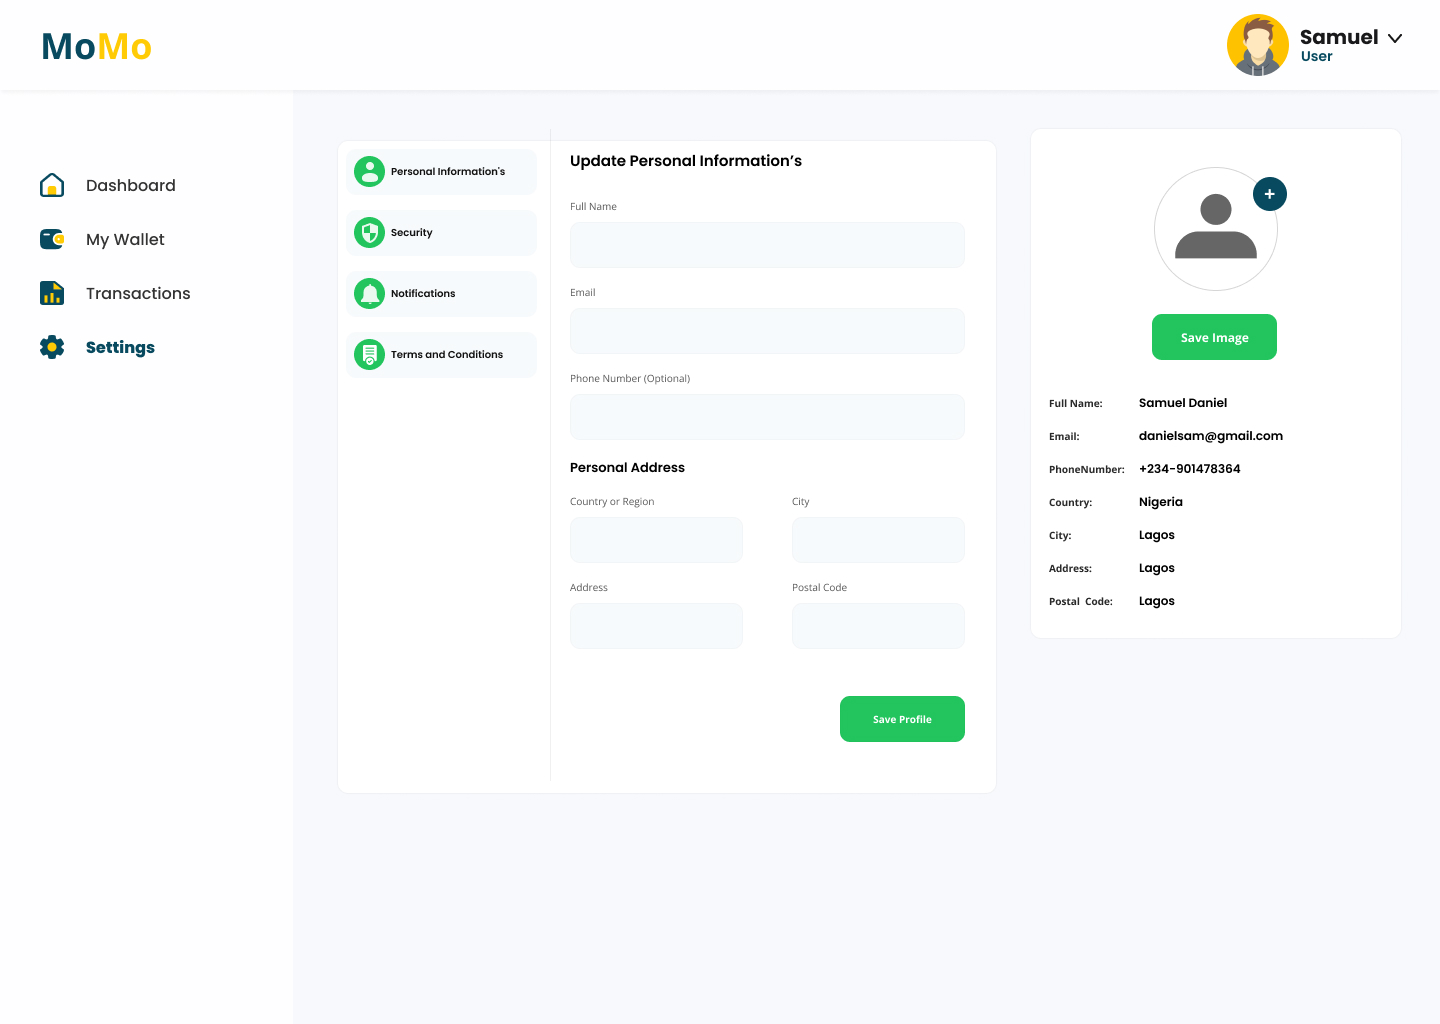 MoMo
Samuel
User
Dashboard
My Wallet
Transactions
Settings
Personal Information's
Security
Notifications
Terms and Conditions
Update Personal Information’s
Full Name
Email
Phone Number (Optional)
Personal Address
Country or Region
City
Address
Postal Code
Save Profile
Save Image
Full Name: Samuel Daniel
Email: danielsam@gmail.com
PhoneNumber: +234-901478364
Country: Nigeria
City: Lagos
Address: Lagos
Postal Code: Lagos